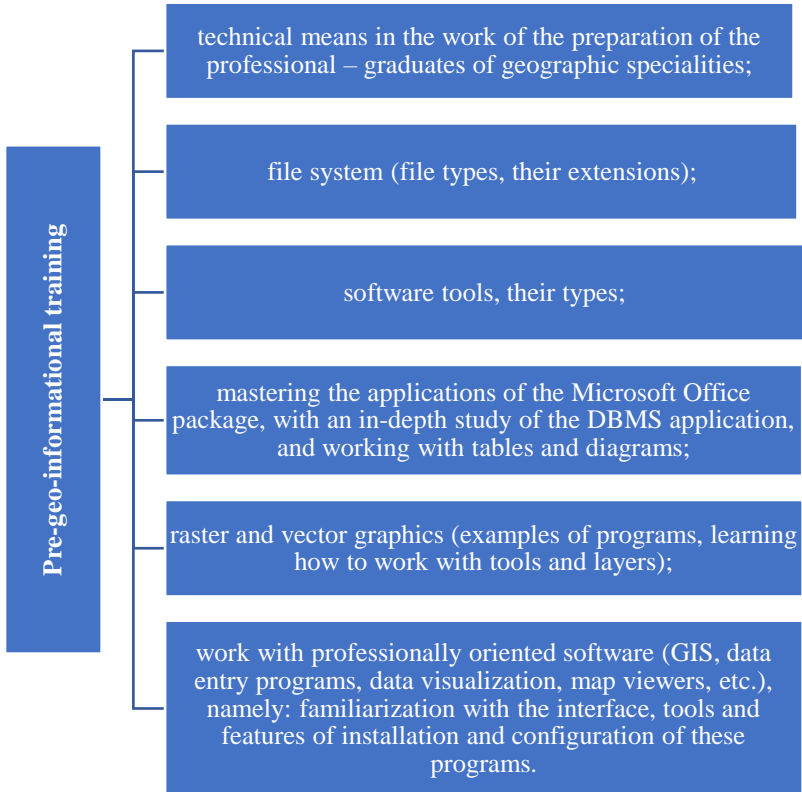 Pre-geo-informational training
technical means in the work of the preparation of the
professional – graduates of geographic specialities;
file system (file types, their extensions);
software tools, their types;
mastering the applications of the Microsoft Office
package, with an in-depth study of the DBMS application,
and working with tables and diagrams;
raster and vector graphics (examples of programs, learning
how to work with tools and layers);
work with professionally oriented software (GIS, data
entry programs, data visualization, map viewers, etc.),
namely: familiarization with the interface, tools and
features of installation and configuration of these
programs.